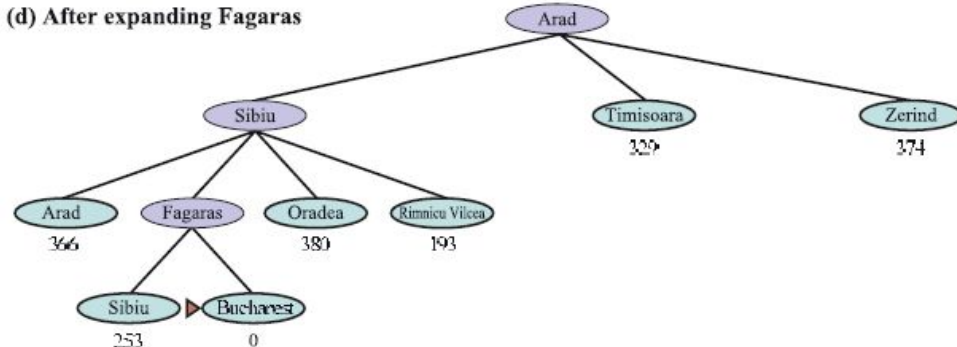 (d) After expanding Fagaras
Arad
Sibiu
Timisoara
Zerind
329
374
Arad
Fagaras
Oradea
Rimnicu Vilcea
366
380
193
Sibiu
Bucharest
253
0